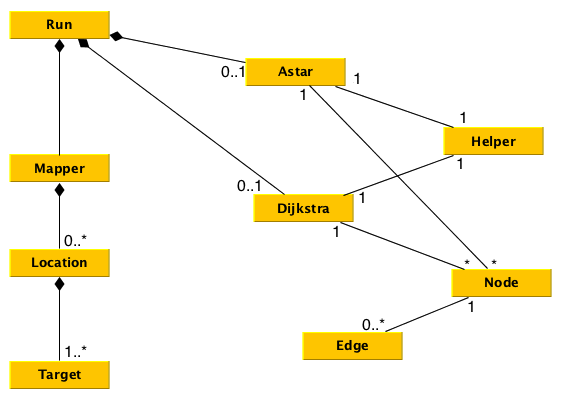 Run
0..1
Astar
1
1
1
Helper
1
Mapper
0..1
Dijkstra
1
1
0..*
Location
*
*
Node
1
0..*
Edge
1..*
Target